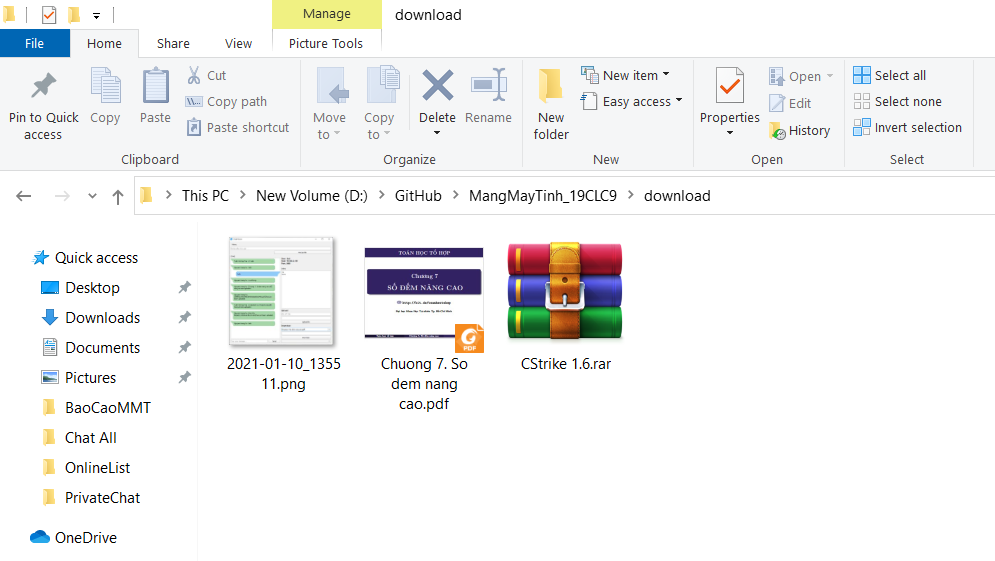 Manage
download
File
Home
Share
View
Picture Tools
Pin to Quick
access
Copy
Paste
Cut
Copy path
Paste shortcut
Clipboard
Move
to
Copy
to
Delete
Rename
Organize
New
folder
New item
Easy access
New
Properties
Open
Edit
History
Open
Select all
Select none
Invert selection
Select
This PC > New Volume (D:) > GitHub > MangMayTinh_19CLC9 > download
Quick access
Desktop
Downloads
Documents
Pictures
BaoCaoMMT
Chat All
OnlineList
PrivateChat
OneDrive
TOÁN HỌC TỔ HỢP
Chương 7
SỐ ĐẾM NÂNG CAO
PDF
2021-01-10_1355
11.png
Chuong 7. So
dem nang
cao.pdf
CStrike 1.6.rar